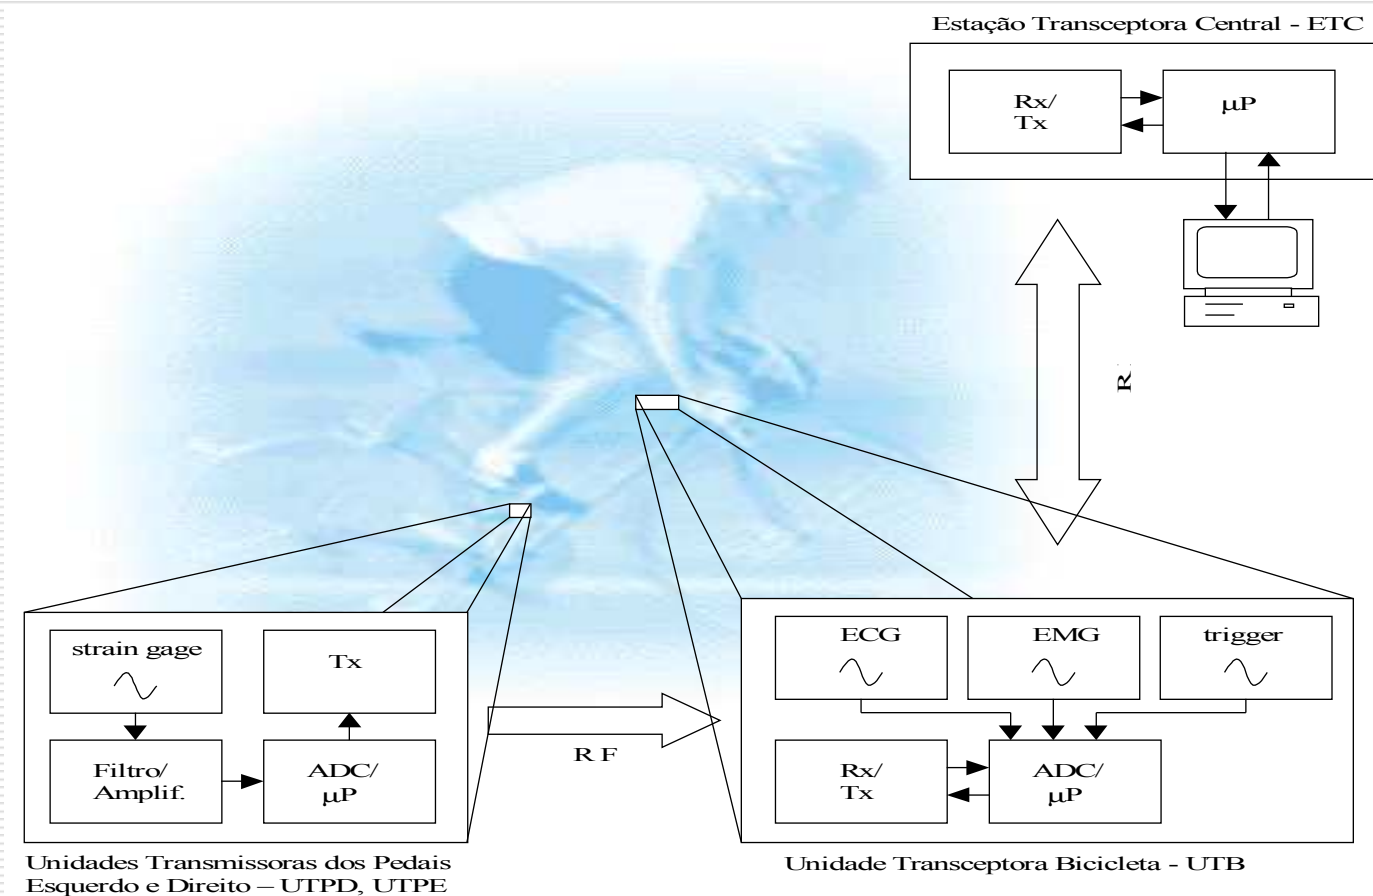 Estação Transceptora Central - ETC
Rx/
Tx
µP
R
strain gage
Tx
Filtro/
Amplif.
ADC/
µP
R F
ECG
EMG
trigger
Rx/
Tx
ADC/
µP
Unidades Transmissoras dos Pedais
Esquerdo e Direito – UTPD, UTPE
Unidade Transceptora Bicicleta - UTB